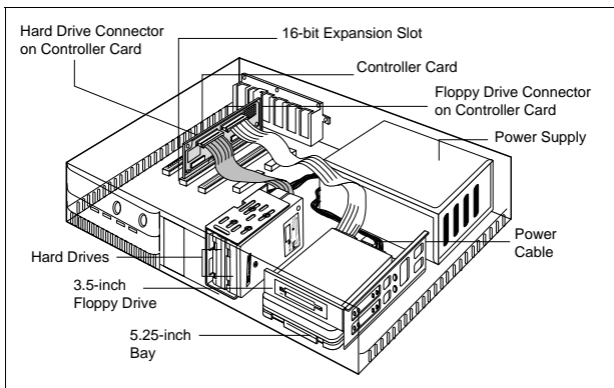 Hard Drive Connector
on Controller Card
16-bit Expansion Slot
Controller Card
Floppy Drive Connector
on Controller Card
Power Supply
Hard Drives
3.5-inch
Floppy Drive
Power
Cable
5.25-inch
Bay